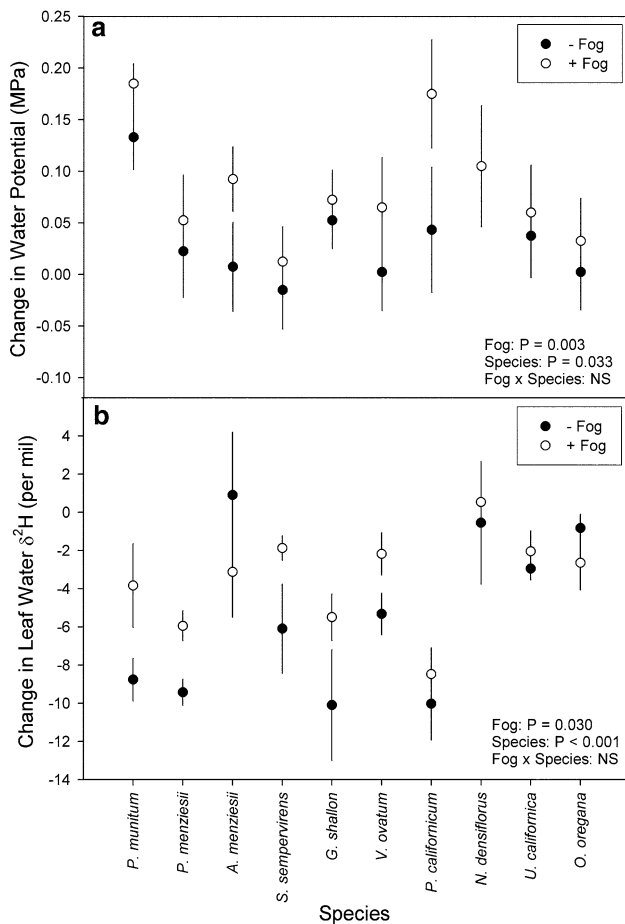 a
- Fog
+ Fog
Change in Water Potential (MPa)
0.25
0.20
0.15
0.10
0.05
0.00
-0.05
-0.10
Fog: P = 0.003
Species: P = 0.033
Fog x Species: NS
b
- Fog
+ Fog
Change in Leaf Water δ²H (per mil)
4
2
0
-2
-4
-6
-8
-10
-12
-14
Fog: P = 0.030
Species: P < 0.001
Fog x Species: NS
P. munitum
P. menziesii
A. menziesii
S. sempervirens
G. shallon
V. ovatum
P. californicum
N. densiflorus
U. californica
O. oregana
Species